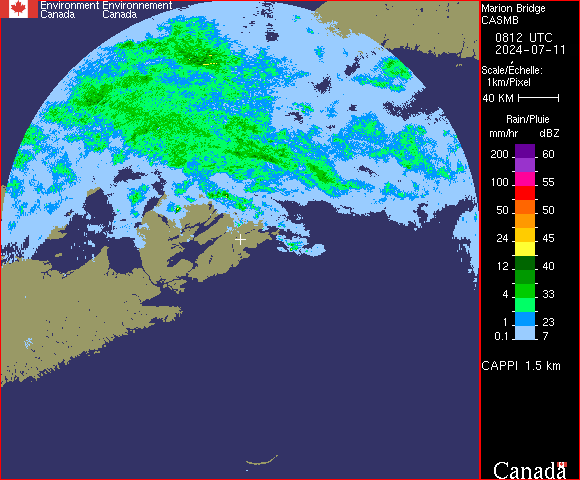 Environment Environnement
Canada Canada
Marion Bridge
CASMB
0812 UTC
2024-07-11
Scale/Échelle:
1km/Pixel
40 KM
Rain/Pluie
mm/hr dBZ
200 60
100 55
50 50
24 45
12 40
4 33
1 23
0.1 7
CAPPI 1.5 km
Canada